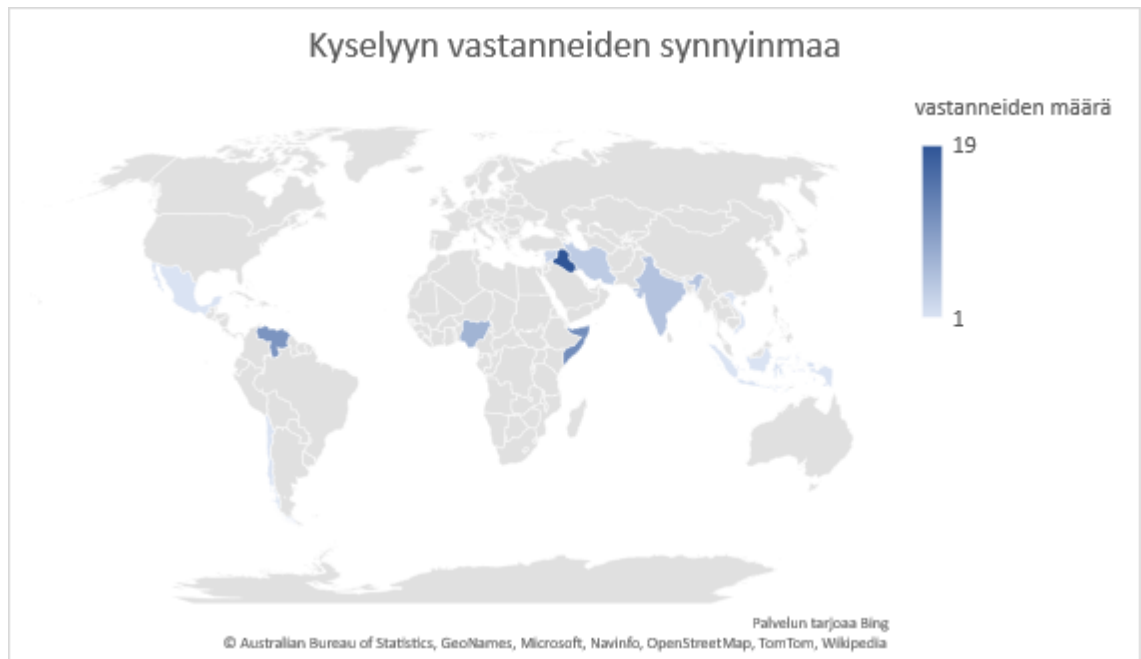 Kyselyyn vastanneiden synnyinmaa
vastanneiden määrä
19
1
Palvelun tarjoaa Bing
© Australian Bureau of Statistics, GeoNames, Microsoft, Navinfo, OpenStreetMap, TomTom, Wikipedia